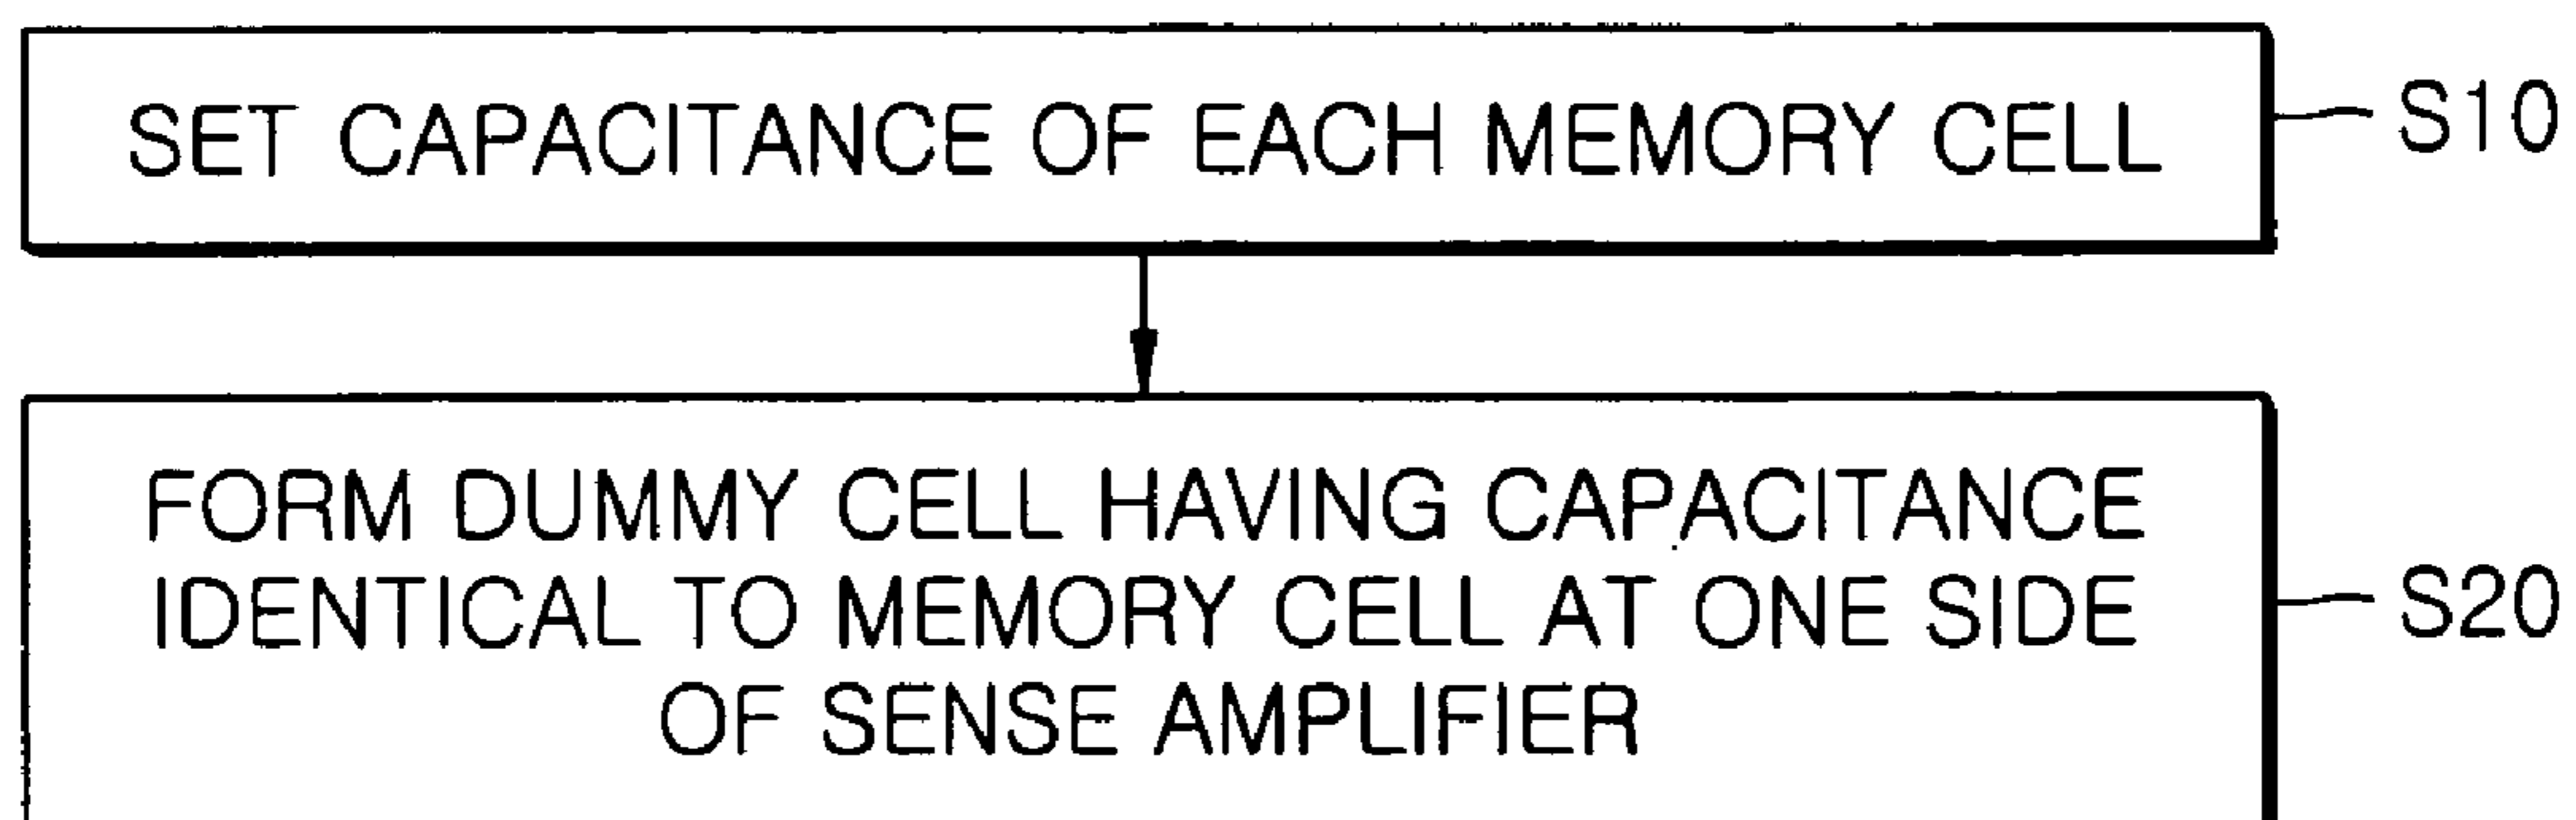 SET CAPACITANCE OF EACH MEMORY CELL
S10
FORM DUMMY CELL HAVING CAPACITANCE
IDENTICAL TO MEMORY CELL AT ONE SIDE
OF SENSE AMPLIFIER
S20